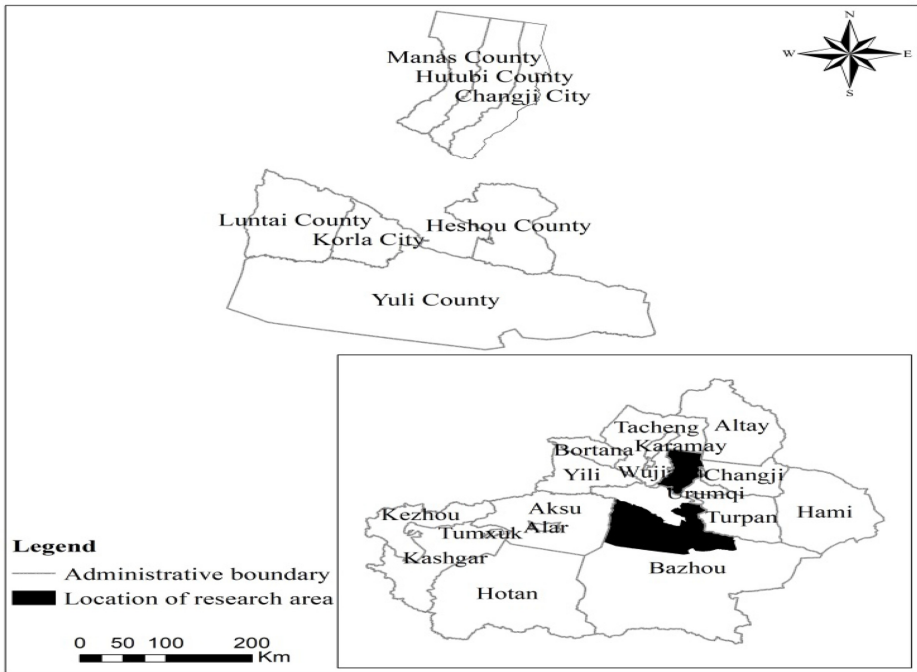 N
W E
S
Manas County
Hutubi County
Changji City
Luntai County
Heshou County
Korla City
Yuli County
Altay
Tacheng
Karamay
Bortana
Yili
Wuji
Changji
Urumqi
Hami
Aksu
Kezhou
Turpan
Alar
Tumxuk
Kashgar
Bazhou
Hotan
Legend
Administrative boundary
Location of research area
0 50 100 200
Km